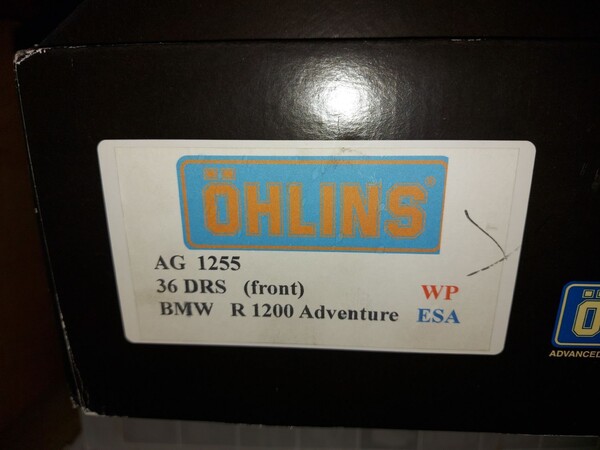 ÖHLINS®
AG 1255
36 DRS (front) WP
BMW R 1200 Adventure ESA
ADVANCED